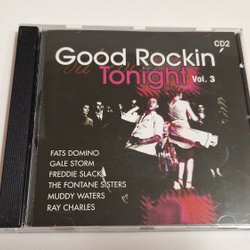 CD2
Good Rockin'
Tonight Vol. 3
FATS DOMINO
GALE STORM
FREDDIE SLACK
THE FONTANE SISTERS
MUDDY WATERS
RAY CHARLES